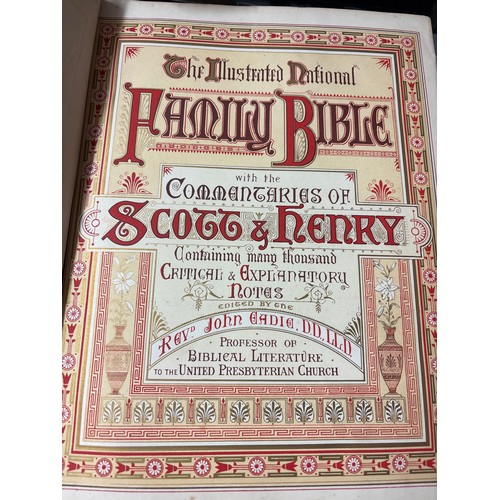 The Illustrated National
FAMILY BIBLE
with the
COMMENTARIES OF
SCOTT & HENRY
Containing many thousand
CRITICAL & EXPLANATORY
NOTES
EDITED BY THE
REVD. JOHN EADIE, DD, LL.D.
PROFESSOR OF
BIBLICAL LITERATURE
TO THE UNITED PRESBYTERIAN CHURCH